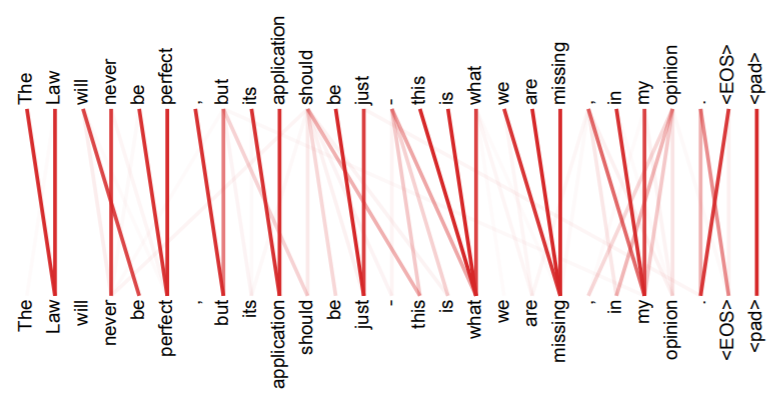 The Law will never be perfect , but its application should be just - this is what we are missing , in my opinion . <EOS> <pad>
The Law will never be perfect , but its application should be just - this is what we are missing , in my opinion . <EOS> <pad>